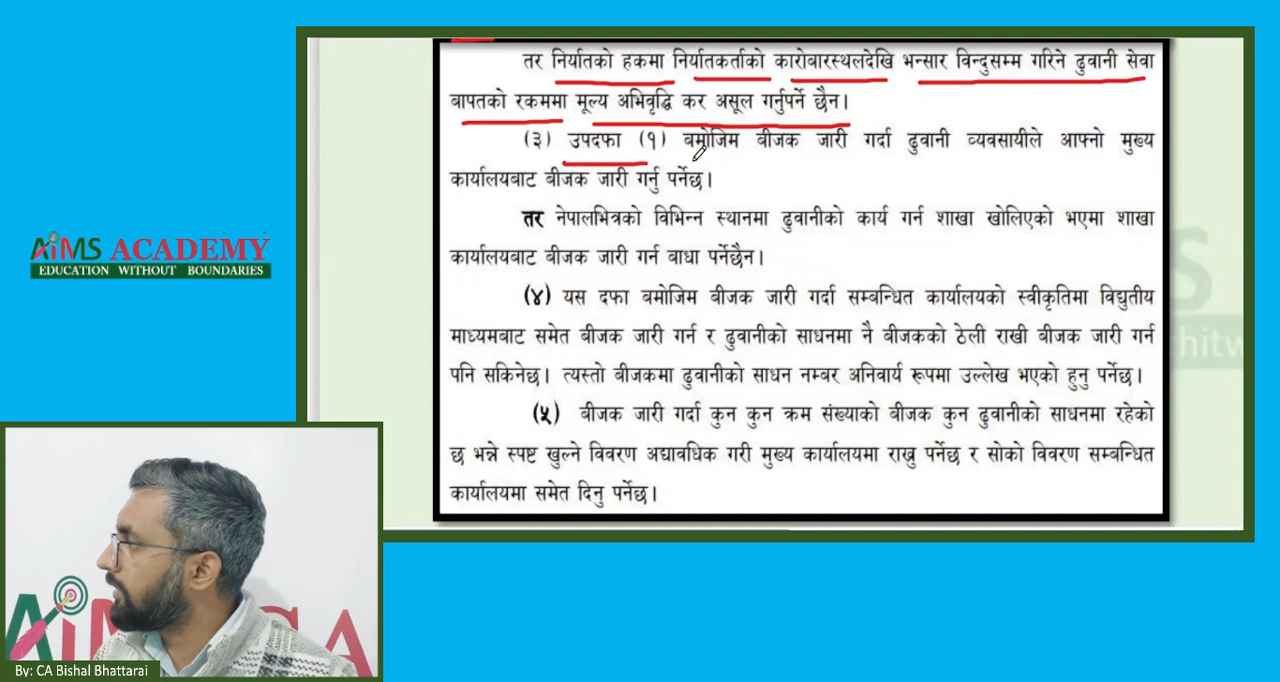 तर निर्यातको हकमा निर्यातकर्ताको कारोबारस्थलदेखि भन्सार विन्दुसम्म गरिने ढुवानी सेवा
बापतको रकममा मूल्य अभिवृद्धि कर असूल गर्नुपर्ने छैन।
(३) उपदफा (१) बमोजिम बीजक जारी गर्दा ढुवानी व्यवसायीले आफ्नो मुख्य
कार्यालयबाट बीजक जारी गर्नु पर्नेछ।
तर नेपालभित्रको विभिन्न स्थानमा ढुवानीको कार्य गर्न शाखा खोलिएको भएमा शाखा
कार्यालयबाट बीजक जारी गर्न बाधा पर्नेछैन।
(४) यस दफा बमोजिम बीजक जारी गर्दा सम्बन्धित कार्यालयको स्वीकृतिमा विद्युतीय
माध्यमबाट समेत बीजक जारी गर्न र ढुवानीको साधनमा नै बीजकको ठेली राखी बीजक जारी गर्न
पनि सकिनेछ। त्यस्तो बीजकमा ढुवानीको साधन नम्बर अनिवार्य रूपमा उल्लेख भएको हुनु पर्नेछ।
(५) बीजक जारी गर्दा कुन कुन क्रम संख्याको बीजक कुन ढुवानीको साधनमा रहेको
छ भन्ने स्पष्ट खुल्ने विवरण अद्यावधिक गरी मुख्य कार्यालयमा राख्नु पर्नेछ र सोको विवरण सम्बन्धित
कार्यालयमा समेत दिनु पर्नेछ।
AiMS ACADEMY
EDUCATION WITHOUT BOUNDARIES
S
hitw
AiM CA
By: CA Bishal Bhattarai